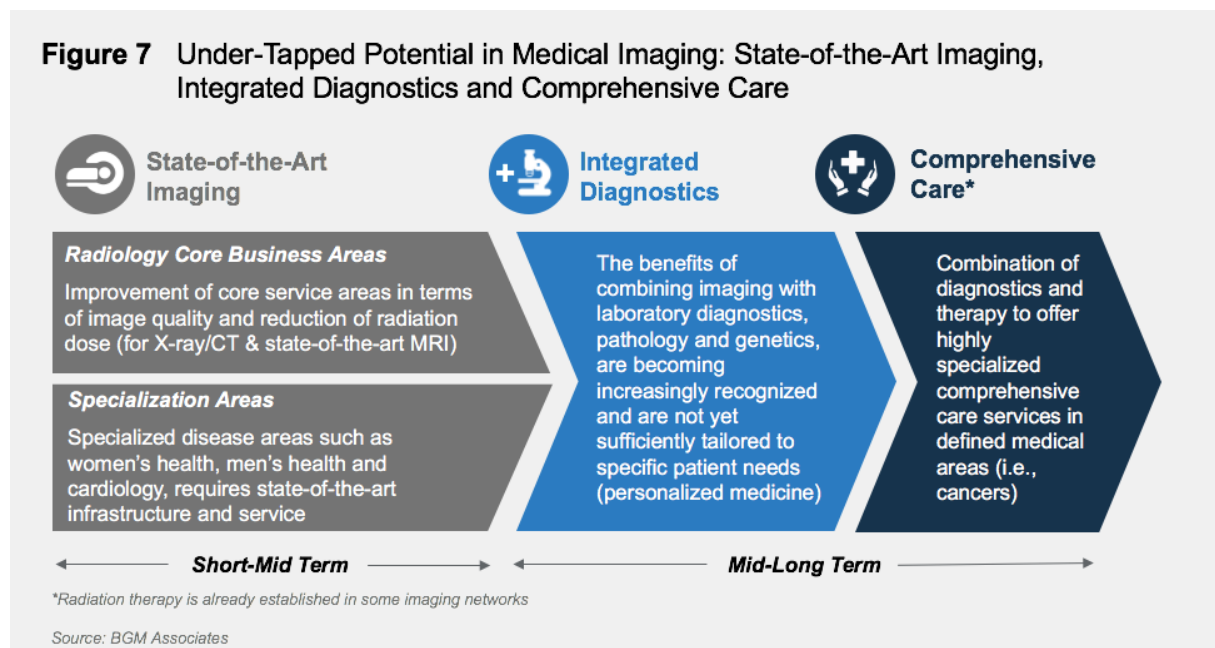 Figure 7 Under-Tapped Potential in Medical Imaging: State-of-the-Art Imaging,
Integrated Diagnostics and Comprehensive Care
State-of-the-Art
Imaging
Radiology Core Business Areas
Improvement of core service areas in terms
of image quality and reduction of radiation
dose (for X-ray/CT & state-of-the-art MRI)
Specialization Areas
Specialized disease areas such as
women's health, men's health and
cardiology, requires state-of-the-art
infrastructure and service
Integrated
Diagnostics
The benefits of
combining imaging with
laboratory diagnostics,
pathology and genetics,
are becoming
increasingly recognized
and are not yet
sufficiently tailored to
specific patient needs
(personalized medicine)
Comprehensive
Care*
Combination of
diagnostics and
therapy to offer
highly
specialized
comprehensive
care services in
defined medical
areas (i.e.,
cancers)
Short-Mid Term
Mid-Long Term
*Radiation therapy is already established in some imaging networks
Source: BGM Associates